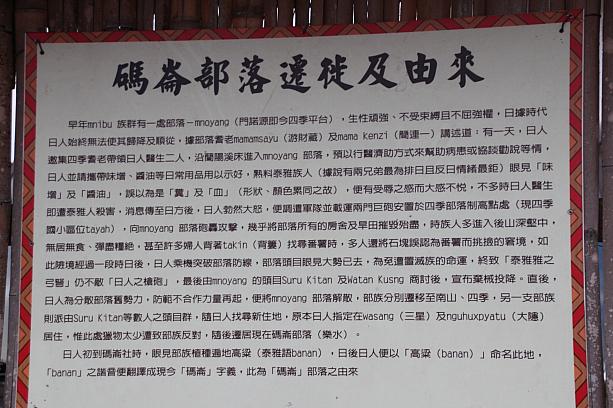 碼崙部落遷徙及由來
早年mnibu 族群有一處部落－mnoyang（門諾源即今四季平台），生性頑強、不受束縛且不屈強權，日據時代
日人始終無法使其歸降及順從，據部落耆老mamamsayu（游財藏）及mama kenzi（簡連一）講述道：有一天，日人
邀集四季耆老帶領日人醫生二人，沿蘭陽溪床進入mnoyang 部落，預以行醫濟助方式來幫助病患或協談勸說等情，
日人並請攜帶味增、醬油等日常用品用以示好，熟料泰雅族人（據說有兩兄弟最為排日且反日情緒最鉅）眼見「味
增」及「醬油」，誤以為是「糞」及「血」（形狀、顏色累同之故），便有受辱之感而大感不悅，不多時日人醫生
即遭泰雅人殺害，消息傳至日方後，日人勃然大怒，便調遣軍隊並載運兩門巨砲安置於四季部落制高點處（現四季
國小區位tayah），向mnoyang 部落砲轟攻擊，幾乎將部落所有的房舍及旱田摧毀殆盡，時族人多進入後山深壑中，
無居無食、彈盡糧絕，甚至許多婦人背著takin（背簍）找尋番薯時，多人還將石塊誤認為番薯而挑撿的窘境，如
此險境經過一段時日後，日人乘機突破部落防線，部落頭目眼見大勢已去，為免遭置滅族的命運，終致「泰雅雅之
弓簪」仍不敵「日人之槍砲」，最後由mnoyang 的頭目Suru Kitan 及Watan Kusng 商討後，宣布棄械投降。直後，
日人為分散部落舊勢力，防範不合作力量再起，便將mnoyang 部落解散，部族分別遷移至南山、四季，另一支部族
則派由Suru Kitan等數人之頭目群，隨日人找尋新住地，原本日人指定在wasang（三星）及nguhuxpyatu（大隱）
居住，惟此處獵物太少遭致部族反對，隨後遷居現在碼崙部落（樂水）。
日人初到碼崙社時，眼見部族植種遍地高粱（泰雅語banan），日後日人便以「高粱（banan）」命名此地，
「banan」之諧音便翻譯成現今「碼崙」字義，此為「碼崙」部落之由來